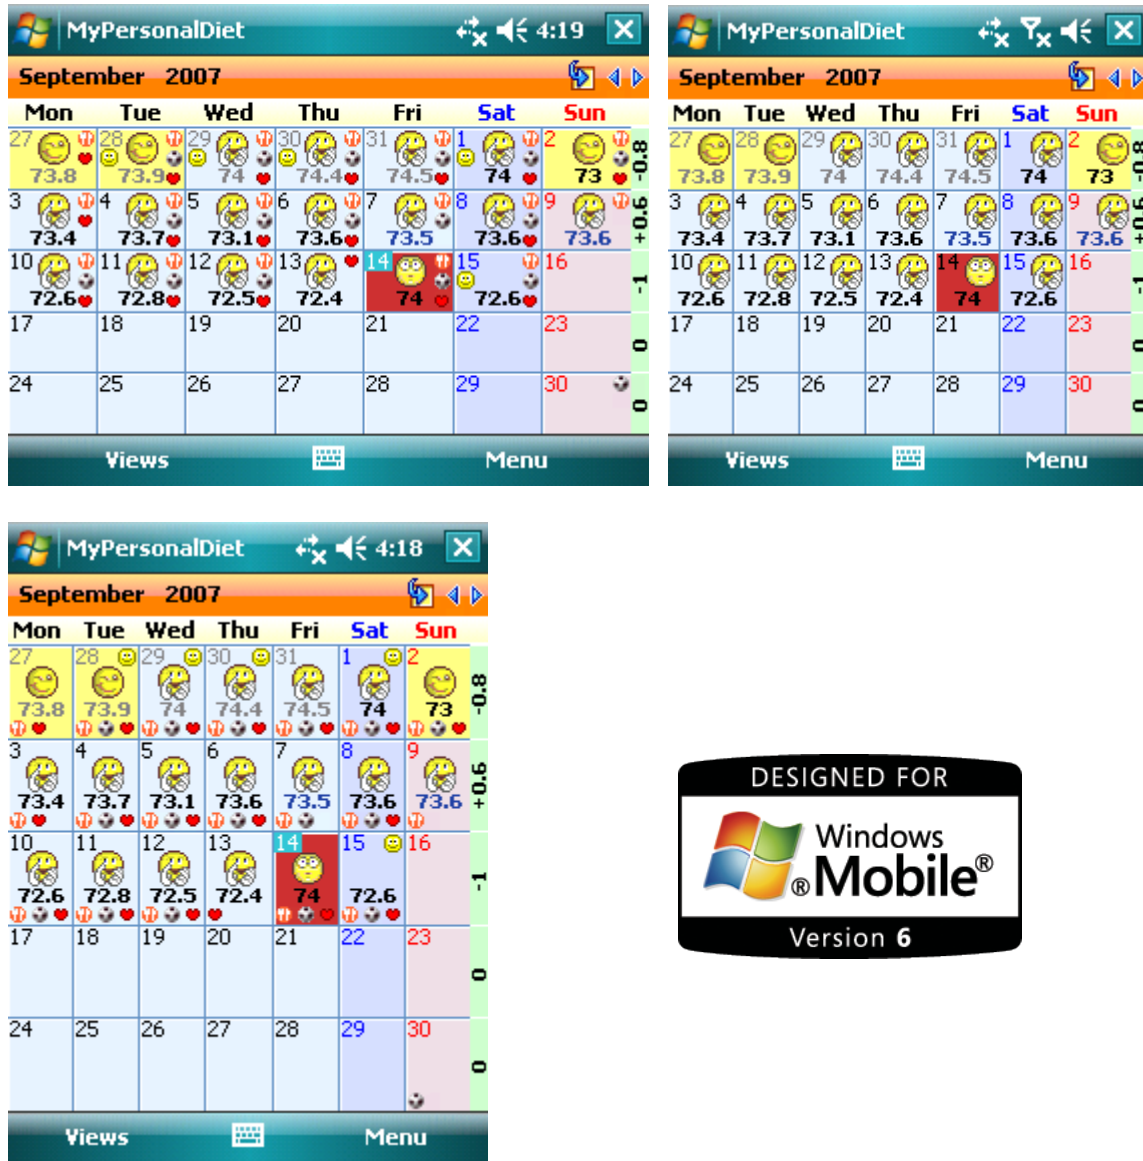 MyPersonalDiet 4:19
September 2007
Mon Tue Wed Thu Fri Sat Sun
27 28 29 30 31 1 2
73.8 73.9 74 74.4 74.5 74 73 -0.8
3 4 5 6 7 8 9
73.4 73.7 73.1 73.6 73.5 73.6 73.6 +0.6
10 11 12 13 14 15 16
72.6 72.8 72.5 72.4 74 72.6 -1
17 18 19 20 21 22 23
0
24 25 26 27 28 29 30
0
Views Menu
MyPersonalDiet
September 2007
Mon Tue Wed Thu Fri Sat Sun
27 28 29 30 31 1 2
73.8 73.9 74 74.4 74.5 74 73 -0.8
3 4 5 6 7 8 9
73.4 73.7 73.1 73.6 73.5 73.6 73.6 +0.6
10 11 12 13 14 15 16
72.6 72.8 72.5 72.4 74 72.6 -1
17 18 19 20 21 22 23
0
24 25 26 27 28 29 30
0
Views Menu
MyPersonalDiet 4:18
September 2007
Mon Tue Wed Thu Fri Sat Sun
27 28 29 30 31 1 2
73.8 73.9 74 74.4 74.5 74 73 -0.8
3 4 5 6 7 8 9
73.4 73.7 73.1 73.6 73.5 73.6 73.6 +0.6
10 11 12 13 14 15 16
72.6 72.8 72.5 72.4 74 72.6 -1
17 18 19 20 21 22 23
0
24 25 26 27 28 29 30
0
Views Menu
DESIGNED FOR
Windows
® Mobile®
Version 6